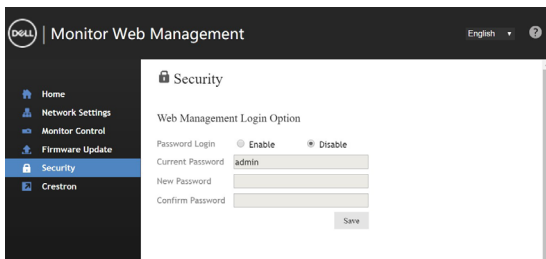 DELL | Monitor Web Management
English
?
Home
Network Settings
Monitor Control
Firmware Update
Security
Crestron
Security
Web Management Login Option
Password Login Enable Disable
Current Password admin
New Password
Confirm Password
Save